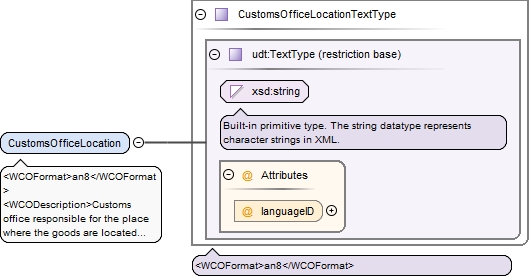 CustomsOfficeLocationTextType
udt:TextType (restriction base)
xsd:string
Built-in primitive type. The string datatype represents
character strings in XML.
CustomsOfficeLocation
<WCOFormat>an8</WCOFormat
>
<WCODescription>Customs
office responsible for the place
where the goods are located...
@ Attributes
@ languageID
<WCOFormat>an8</WCOFormat>